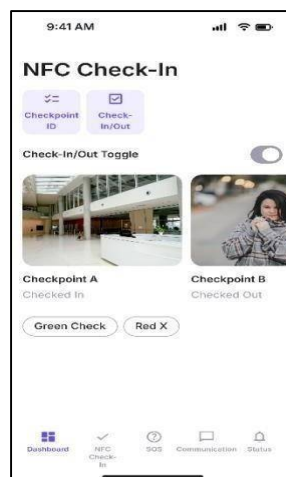 9:41 AM
NFC Check-In
Checkpoint ID
Check-In/Out
Check-In/Out Toggle
Checkpoint A
Checked In
Checkpoint B
Checked Out
Green Check
Red X
Dashboard
NFC Check-In
SOS
Communication
Status